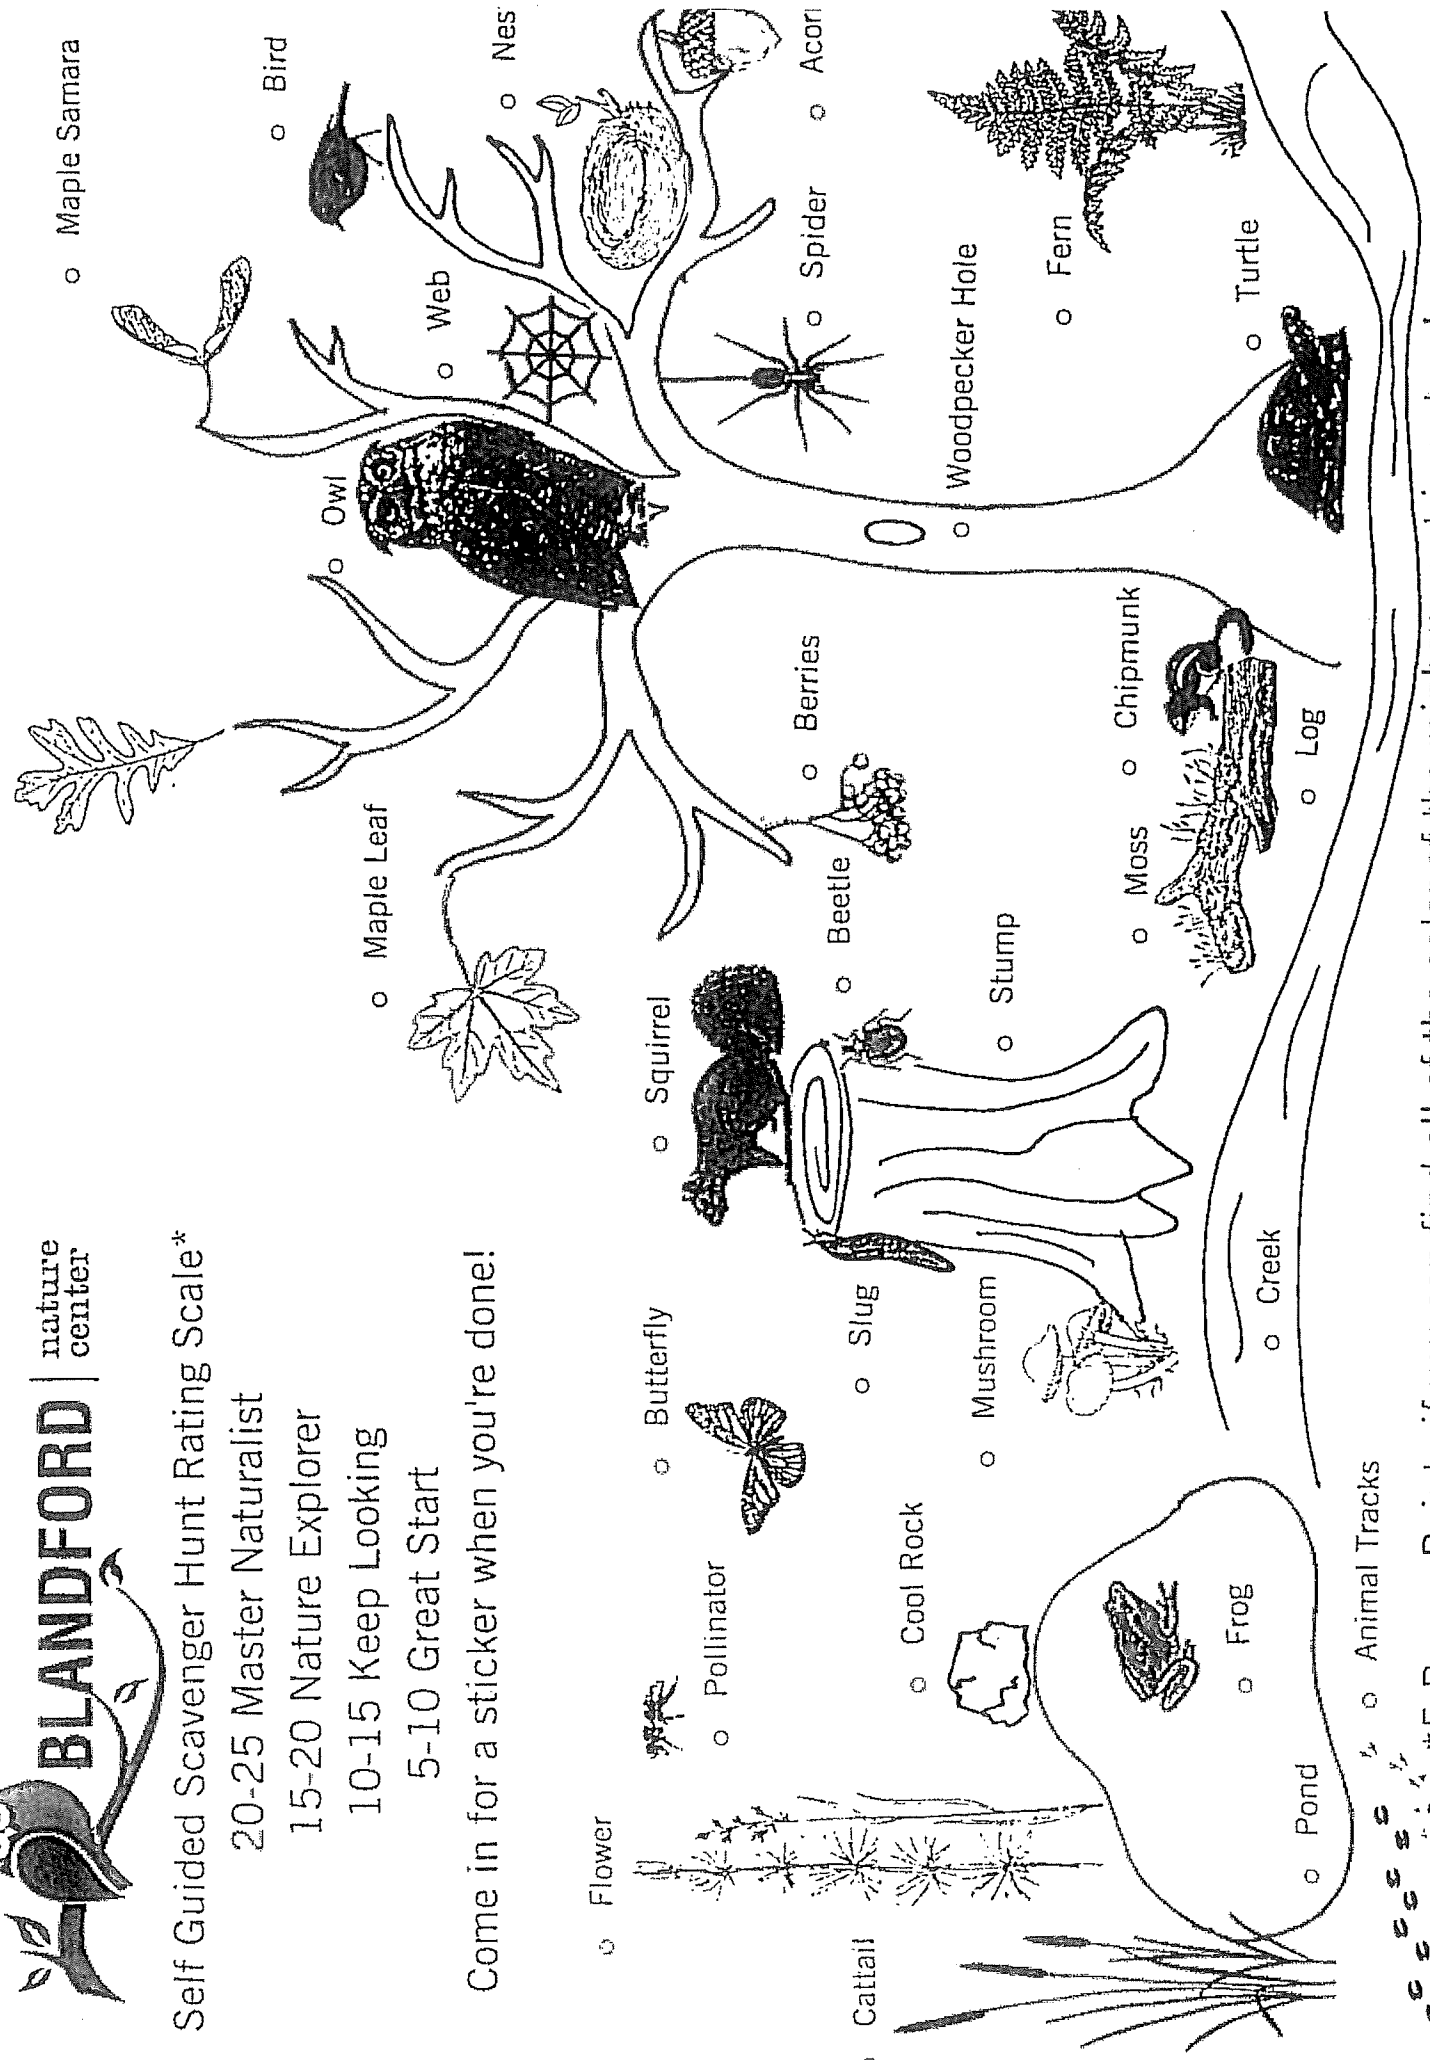 BLANDFORD
nature
center
Self Guided Scavenger Hunt Rating Scale*
20-25 Master Naturalist
15-20 Nature Explorer
10-15 Keep Looking
5-10 Great Start
Come in for a sticker when you're done!
Maple Samara
Bird
Owl
Web
Nes
Maple Leaf
Flower
Pollinator
Butterfly
Squirrel
Beetle
Berries
Spider
Acor
Cattail
Cool Rock
Slug
Mushroom
Stump
Woodpecker Hole
Fern
Moss
Chipmunk
Turtle
Frog
Creek
Log
Pond
Animal Tracks